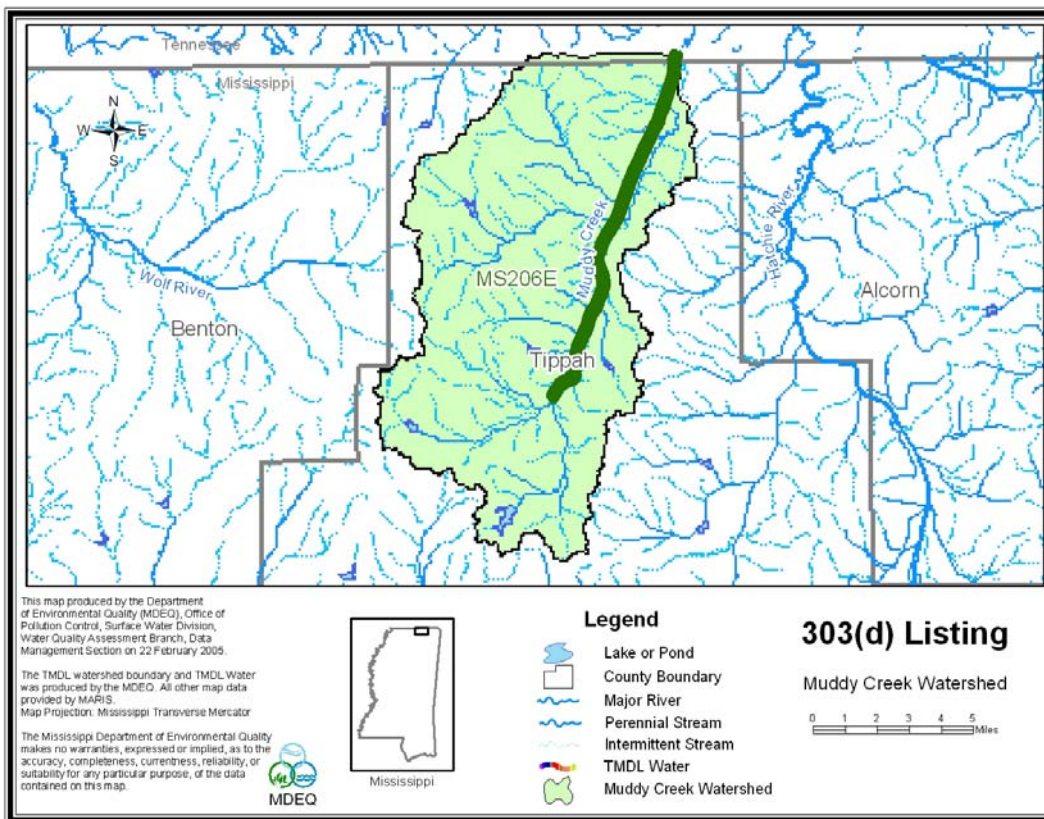 Tennessee
Mississippi
N
W E
S
Hatchie River
Muddy Creek
MS206E
Alcorn
Wolf River
Benton
Tippah
This map produced by the Department
of Environmental Quality (MDEQ), Office of
Pollution Control, Surface Water Division,
Water Quality Assessment Branch, Data
Management Section on 22 February 2005.
The TMDL watershed boundary and TMDL Water
was produced by the MDEQ. All other map data
provided by MARIS.
Map Projection: Mississippi Transverse Mercator
The Mississippi Department of Environmental Quality
makes no warranties, expressed or implied, as to the
accuracy, completeness, currentness, reliability, or
suitability for any particular purpose, of the data
contained on this map.
MDEQ
Mississippi
Legend
Lake or Pond
County Boundary
Major River
Perennial Stream
Intermittent Stream
TMDL Water
Muddy Creek Watershed
303(d) Listing
Muddy Creek Watershed
0 1 2 3 4 5
Miles